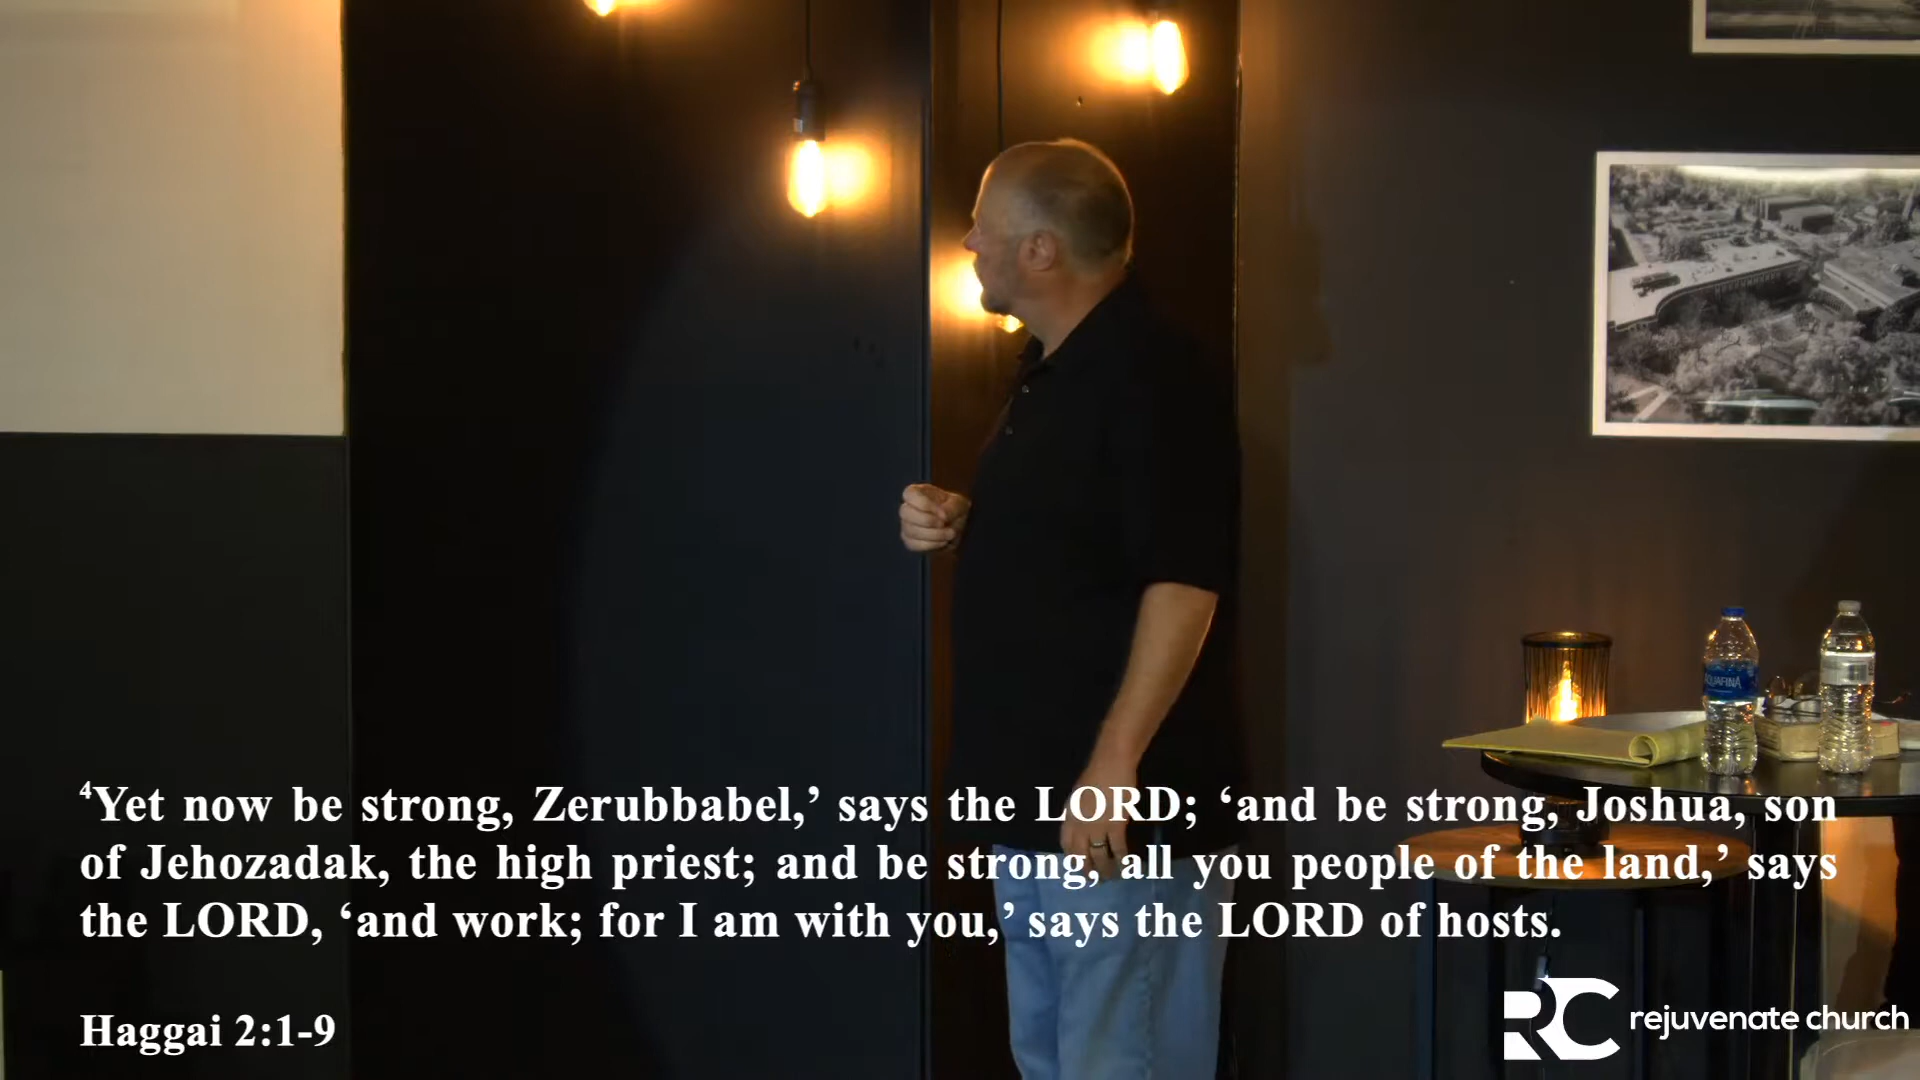 AQUAFINA
⁴Yet now be strong, Zerubbabel,’ says the LORD; ‘and be strong, Joshua, son
of Jehozadak, the high priest; and be strong, all you people of the land,’ says
the LORD, ‘and work; for I am with you,’ says the LORD of hosts.
Haggai 2:1-9
RC rejuvenate church